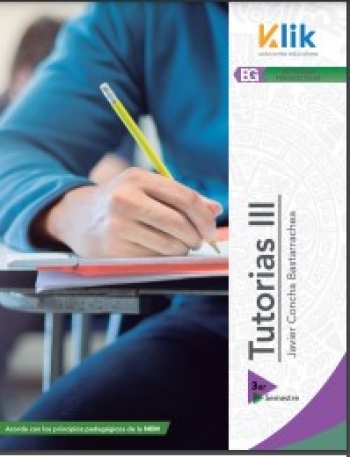 Klik
soluciones educativas
BG
Tutorias III
Javier Concha Bastarrachea
3er
Semestre
Acorde con los principios pedagógicos de la NEM